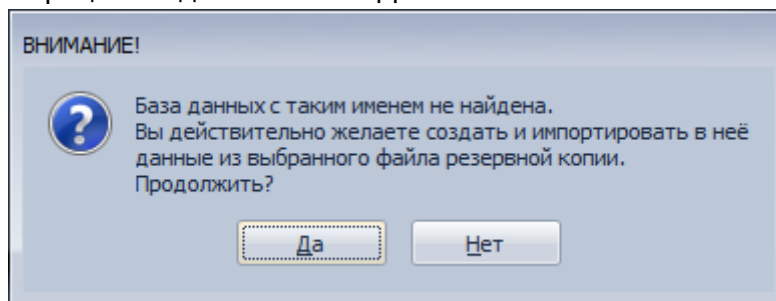 ВНИМАНИЕ!
База данных с таким именем не найдена.
Вы действительно желаете создать и импортировать в неё
данные из выбранного файла резервной копии.
Продолжить?
Да
Нет